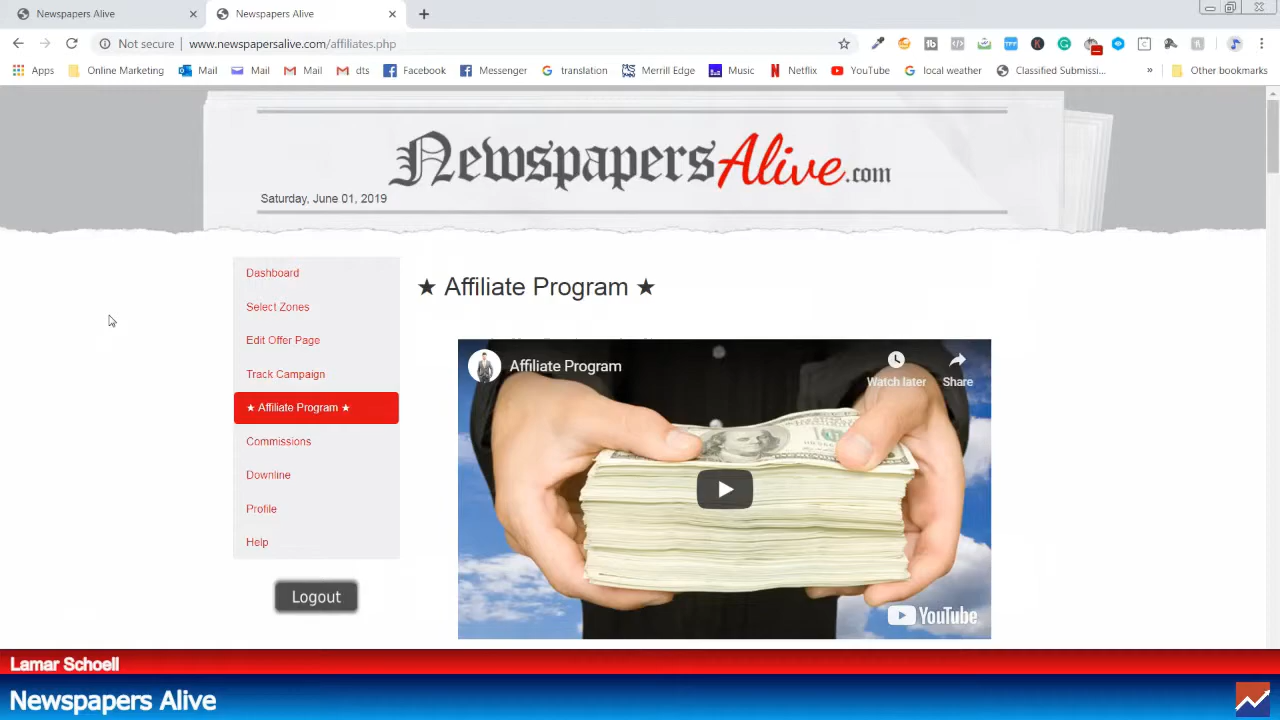 Newspapers Alive
Newspapers Alive
Not secure | www.newspapersalive.com/affiliates.php
Apps Online Marketing Mail Mail Mail dts Facebook Messenger translation Merrill Edge Music Netflix YouTube local weather Classified Submissi... » Other bookmarks
NewspapersAlive.com
Saturday, June 01, 2019
Dashboard
Select Zones
Edit Offer Page
Track Campaign
★ Affiliate Program ★
Commissions
Downline
Profile
Help
Logout
★ Affiliate Program ★
Affiliate Program
Watch later
Share
YouTube
Lamar Schoell
Newspapers Alive